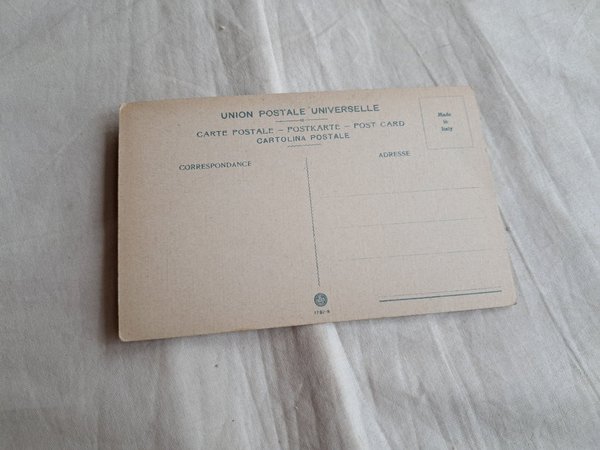 UNION POSTALE UNIVERSELLE
CARTE POSTALE – POSTKARTE – POST CARD
CARTOLINA POSTALE
Made
in
Italy
CORRESPONDANCE
ADRESSE